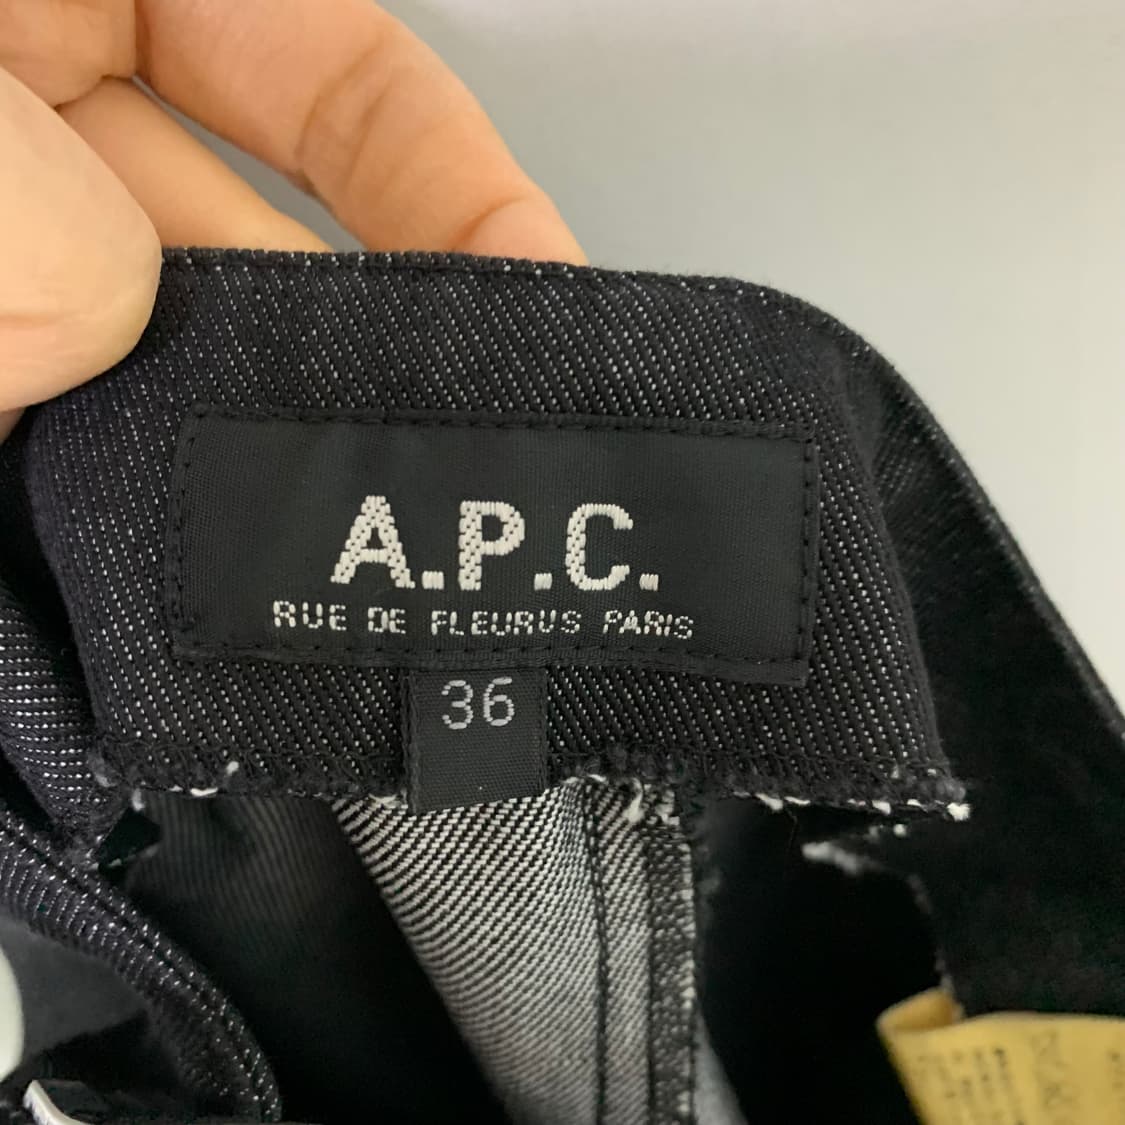 A.P.C.
RUE DE FLEURUS PARIS
36